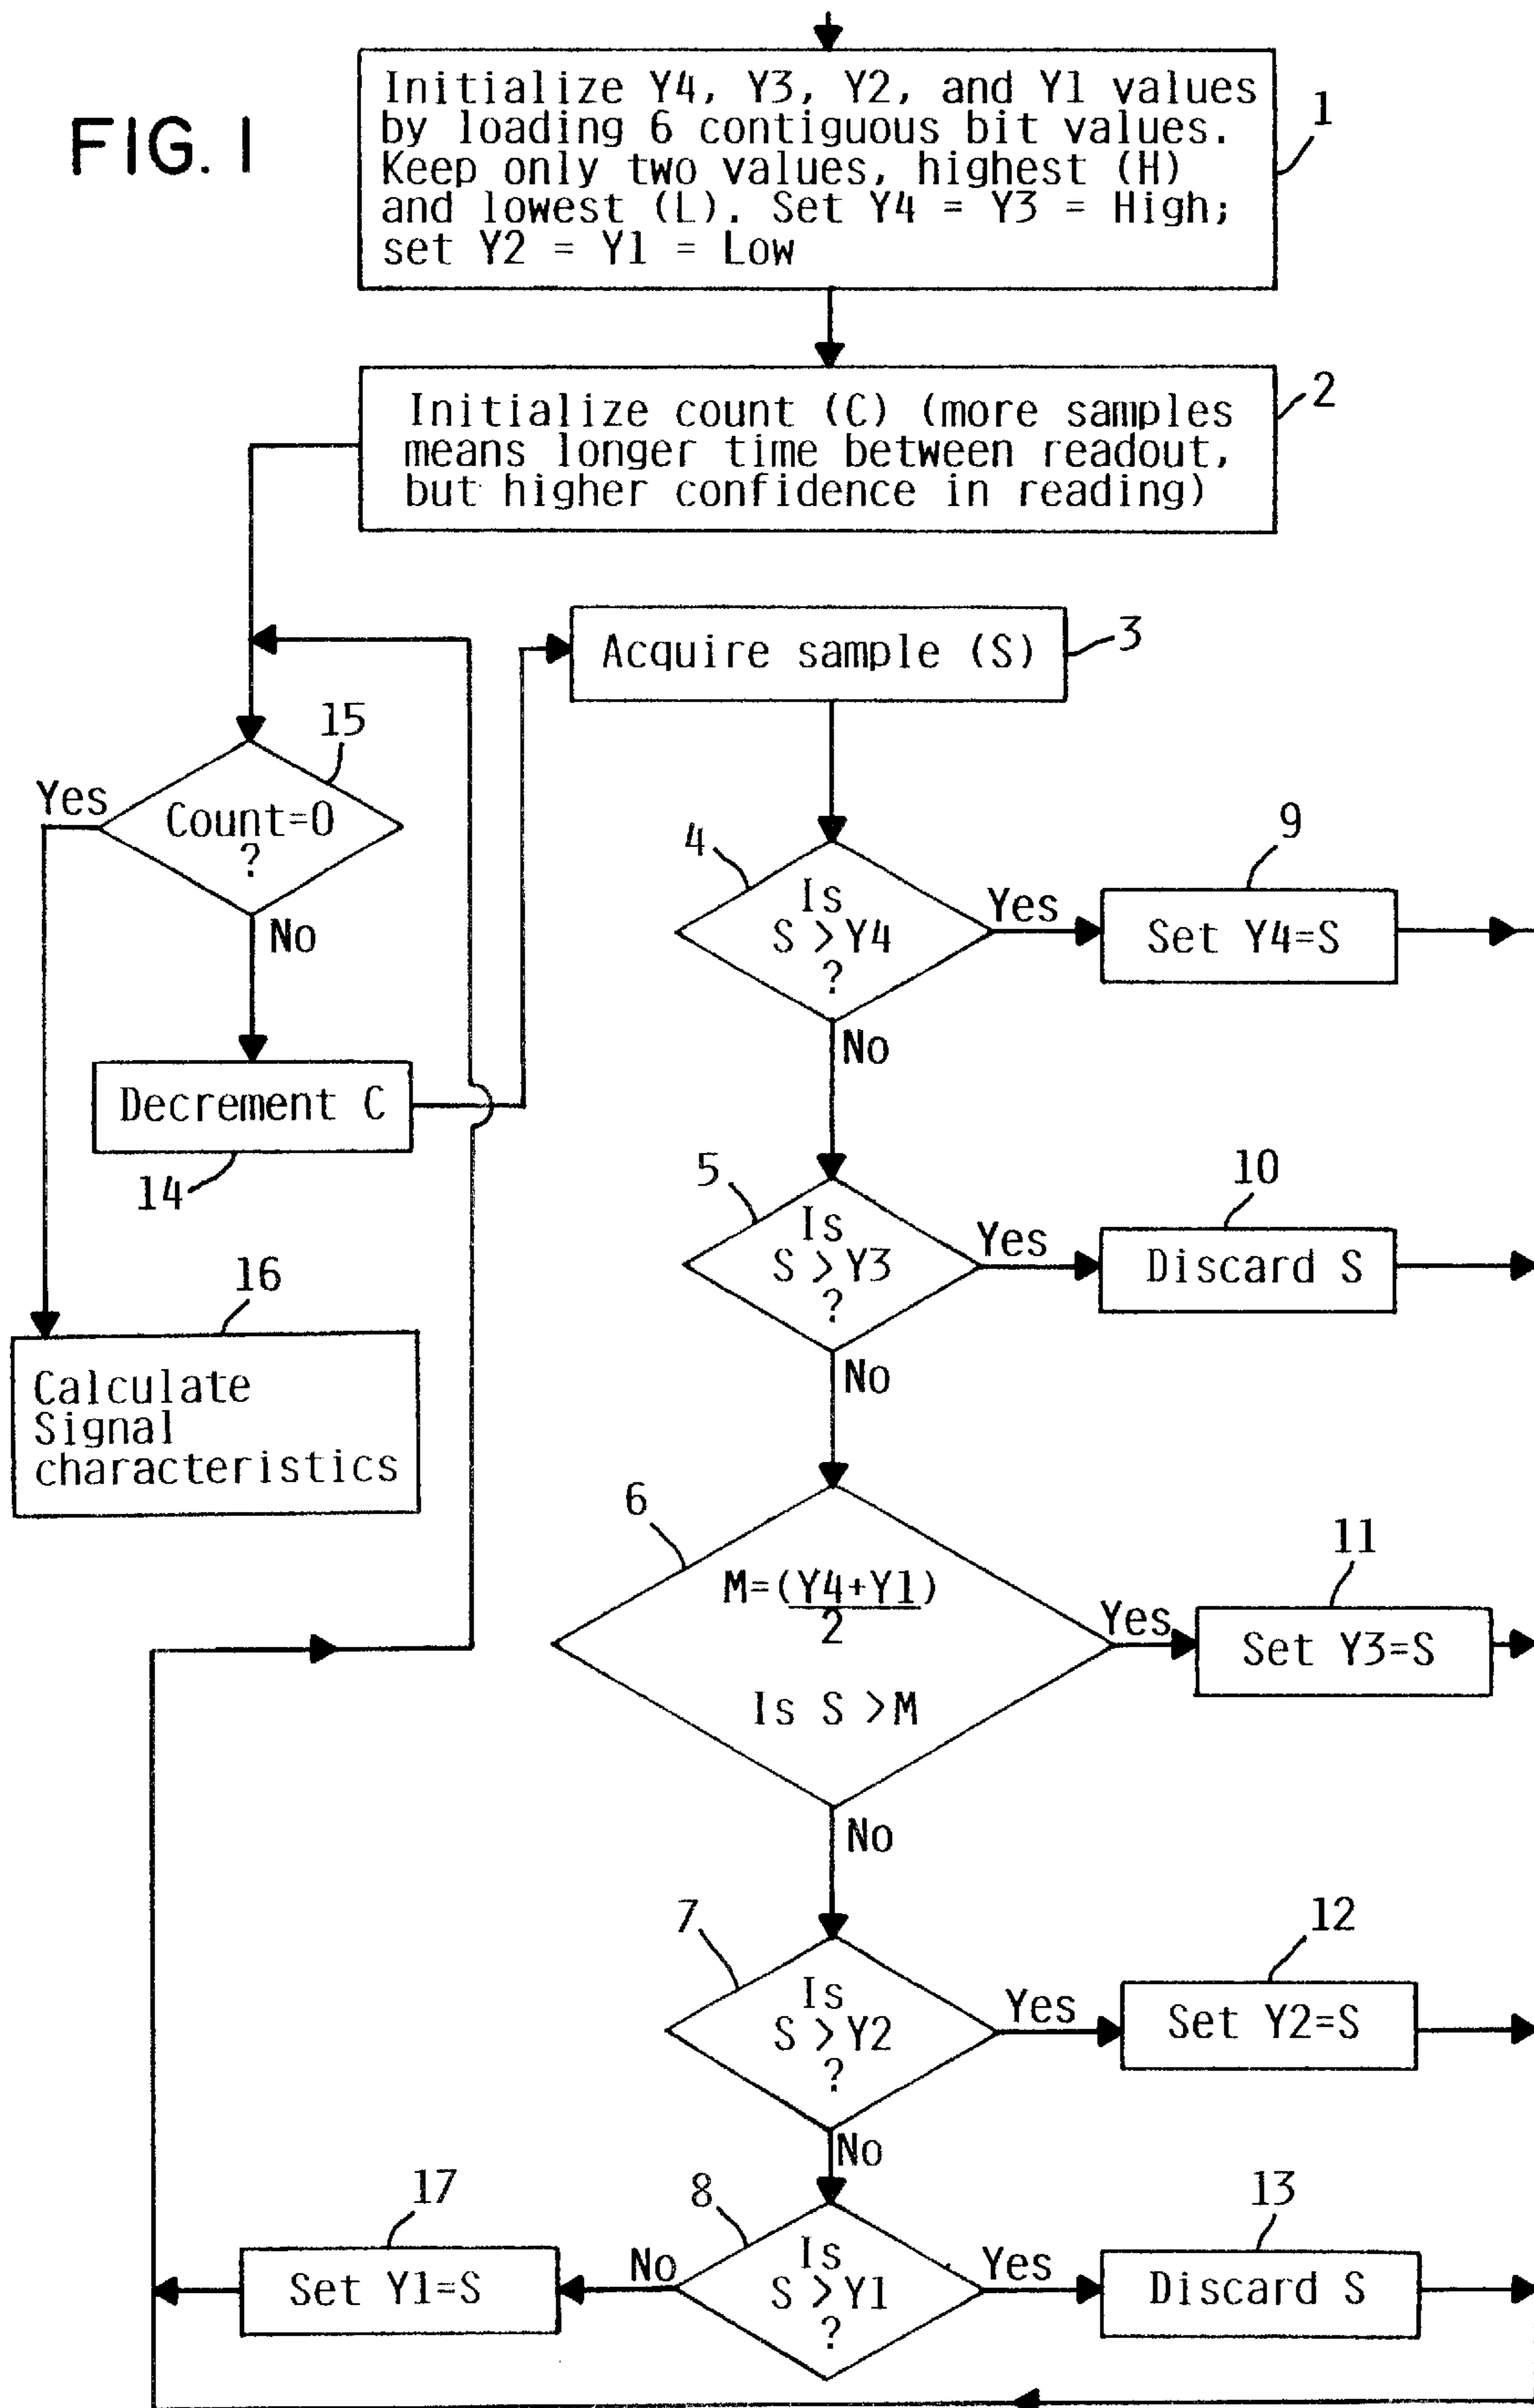 FIG. 1
Initialize Y4, Y3, Y2, and Y1 values
by loading 6 contiguous bit values.
Keep only two values, highest (H)
and lowest (L). Set Y4 = Y3 = High;
set Y2 = Y1 = Low
1
Initialize count (C) (more samples
means longer time between readout,
but higher confidence in reading)
2
Acquire sample (S)
3
15
Count=0
?
Yes
No
Decrement C
14
16
Calculate
Signal
characteristics
4
Is
S > Y4
?
Yes
No
9
Set Y4=S
5
Is
S > Y3
?
Yes
No
10
Discard S
6
M=(Y4+Y1)
2
Is S > M
Yes
No
11
Set Y3=S
7
Is
S > Y2
?
Yes
No
12
Set Y2=S
8
Is
S > Y1
?
Yes
No
13
Discard S
17
Set Y1=S